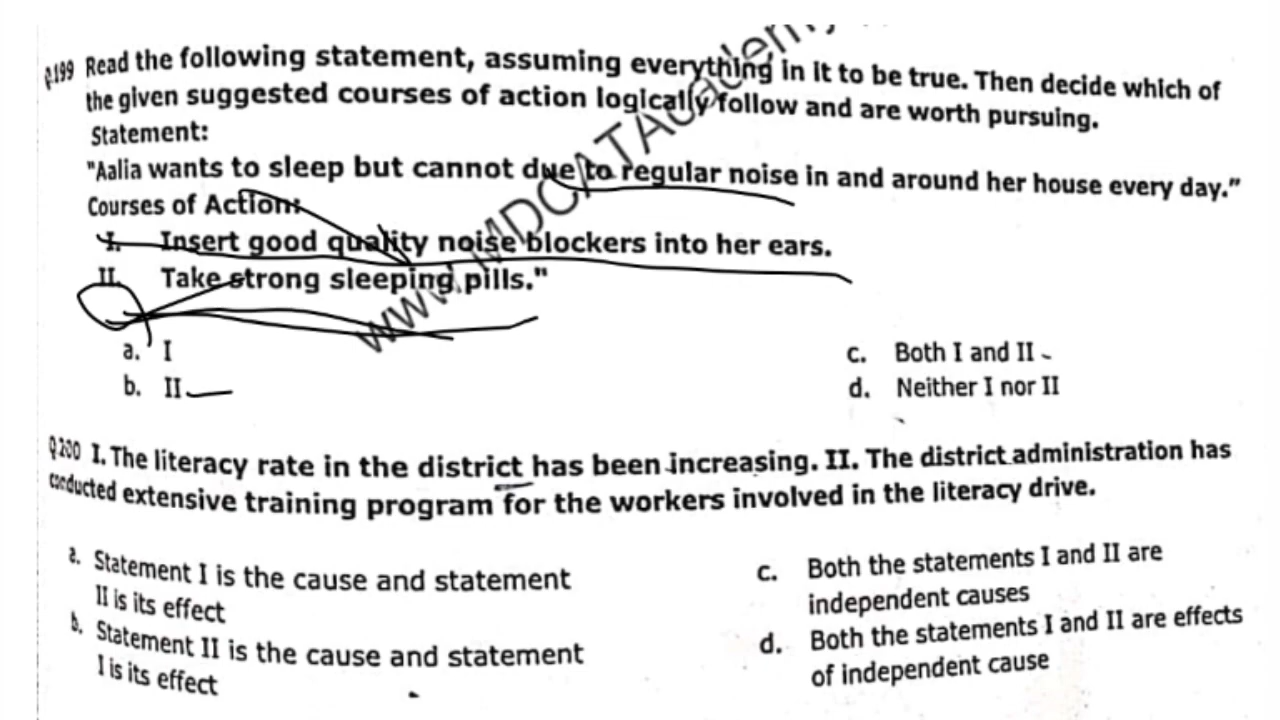 Q199 Read the following statement, assuming everything in it to be true. Then decide which of
the given suggested courses of action logically follow and are worth pursuing.
Statement:
"Aalia wants to sleep but cannot due to regular noise in and around her house every day."
Courses of Action:
I. Insert good quality noise blockers into her ears.
II. Take strong sleeping pills."
a. I
b. II
c. Both I and II
d. Neither I nor II
www.MDCATAcademy
Q200 I. The literacy rate in the district has been increasing. II. The district administration has
conducted extensive training program for the workers involved in the literacy drive.
a. Statement I is the cause and statement
II is its effect
b. Statement II is the cause and statement
I is its effect
c. Both the statements I and II are
independent causes
d. Both the statements I and II are effects
of independent cause